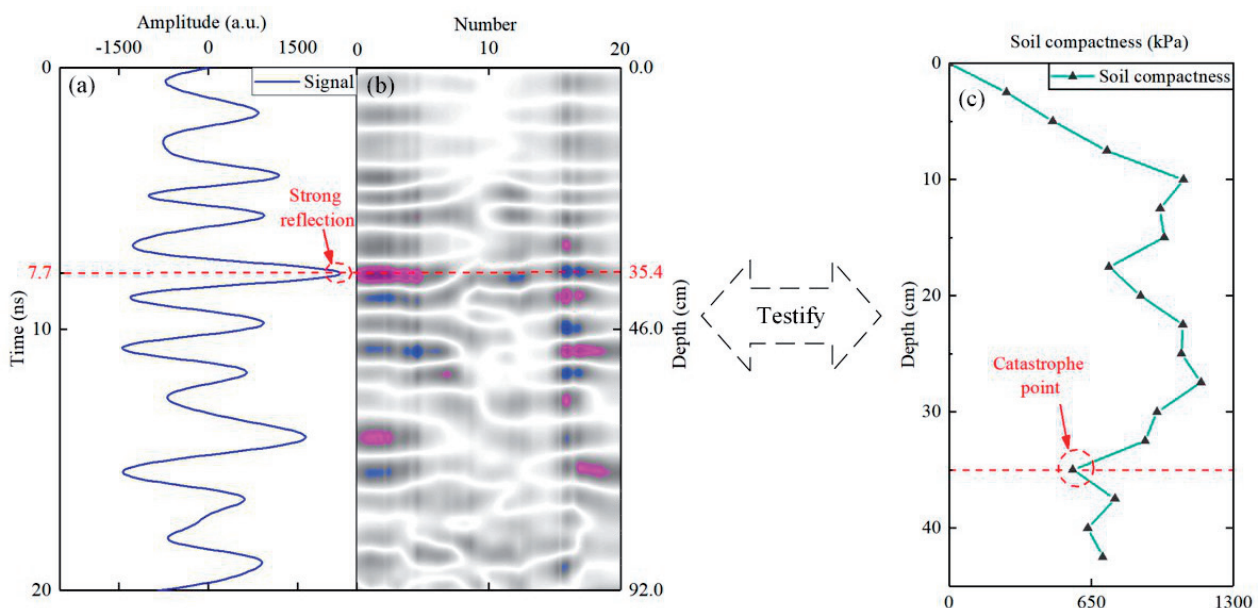 Amplitude (a.u.)
-1500 0 1500
Number
0 10 20
0
(a)
Signal
(b)
0.0
Strong
reflection
7.7
35.4
10
46.0
20
92.0
Time (ns)
Depth (cm)
Testify
Soil compactness (kPa)
0
Soil compactness
(c)
10
20
30
40
Depth (cm)
Catastrophe
point
0 650 1300